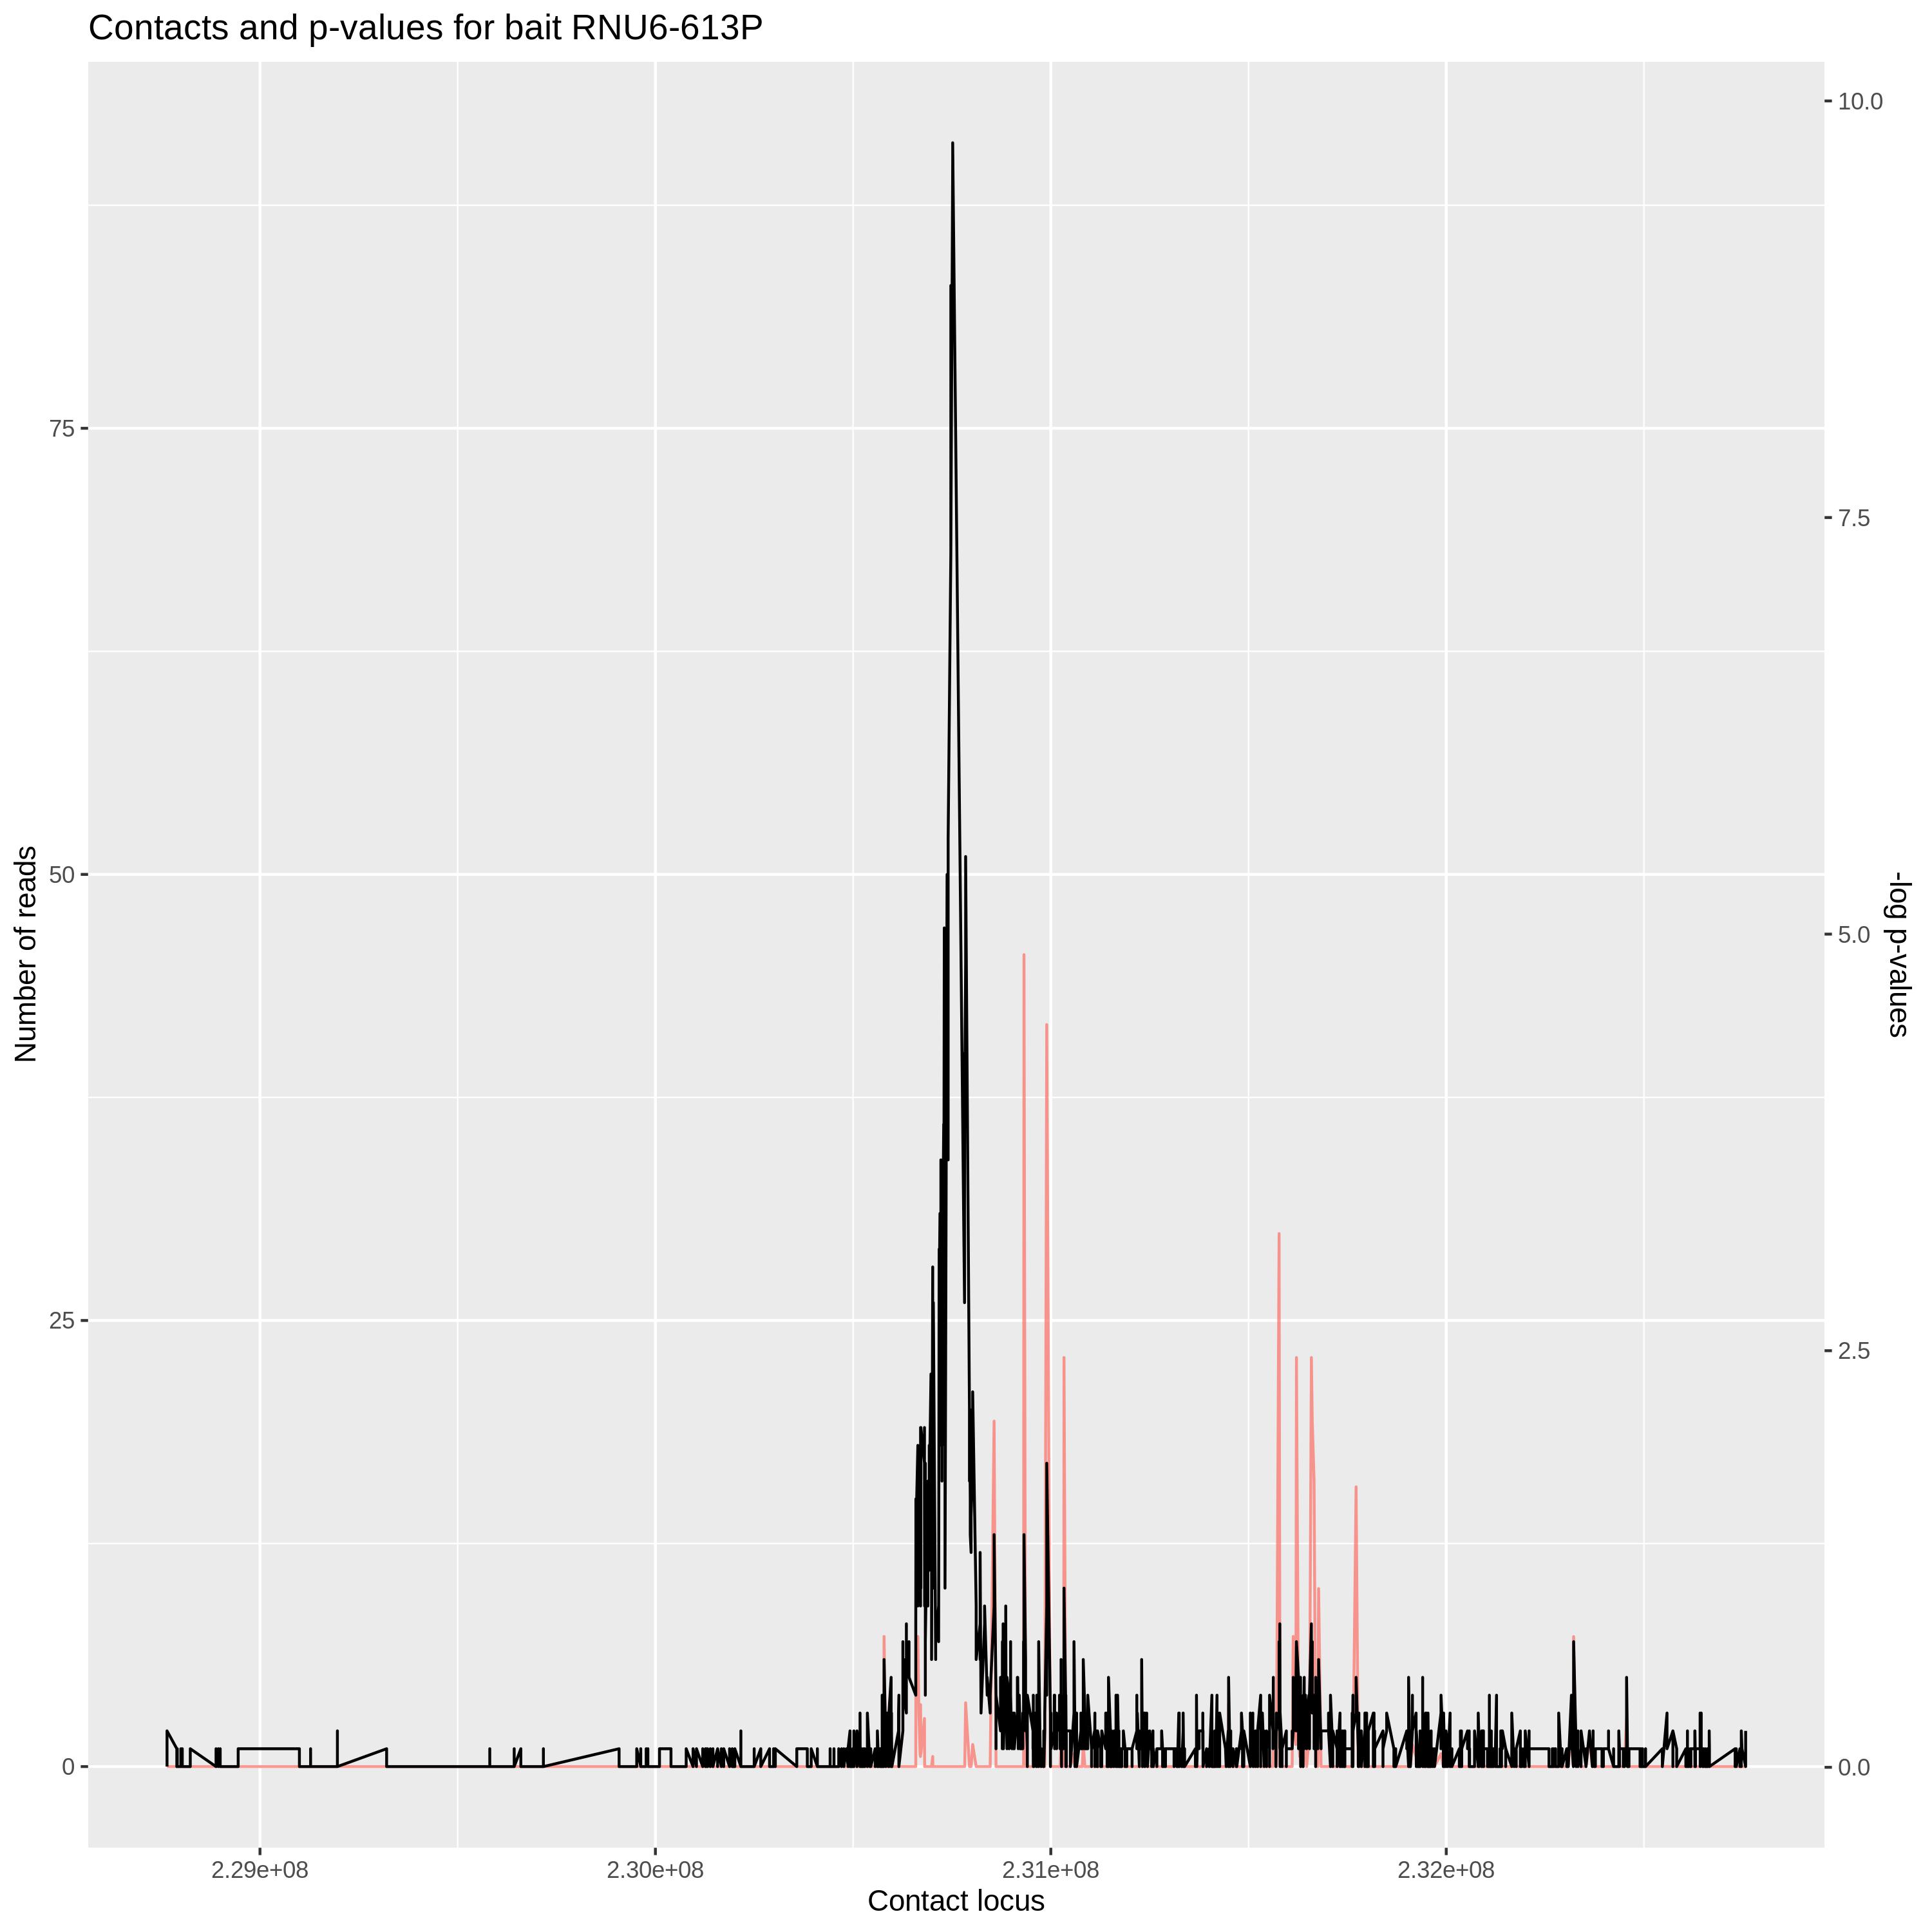 Contacts and p-values for bait RNU6-613P
10.0
7.5
5.0
2.5
0.0
75
50
25
0
Number of reads
-log p-values
2.29e+08
2.30e+08
2.31e+08
2.32e+08
Contact locus